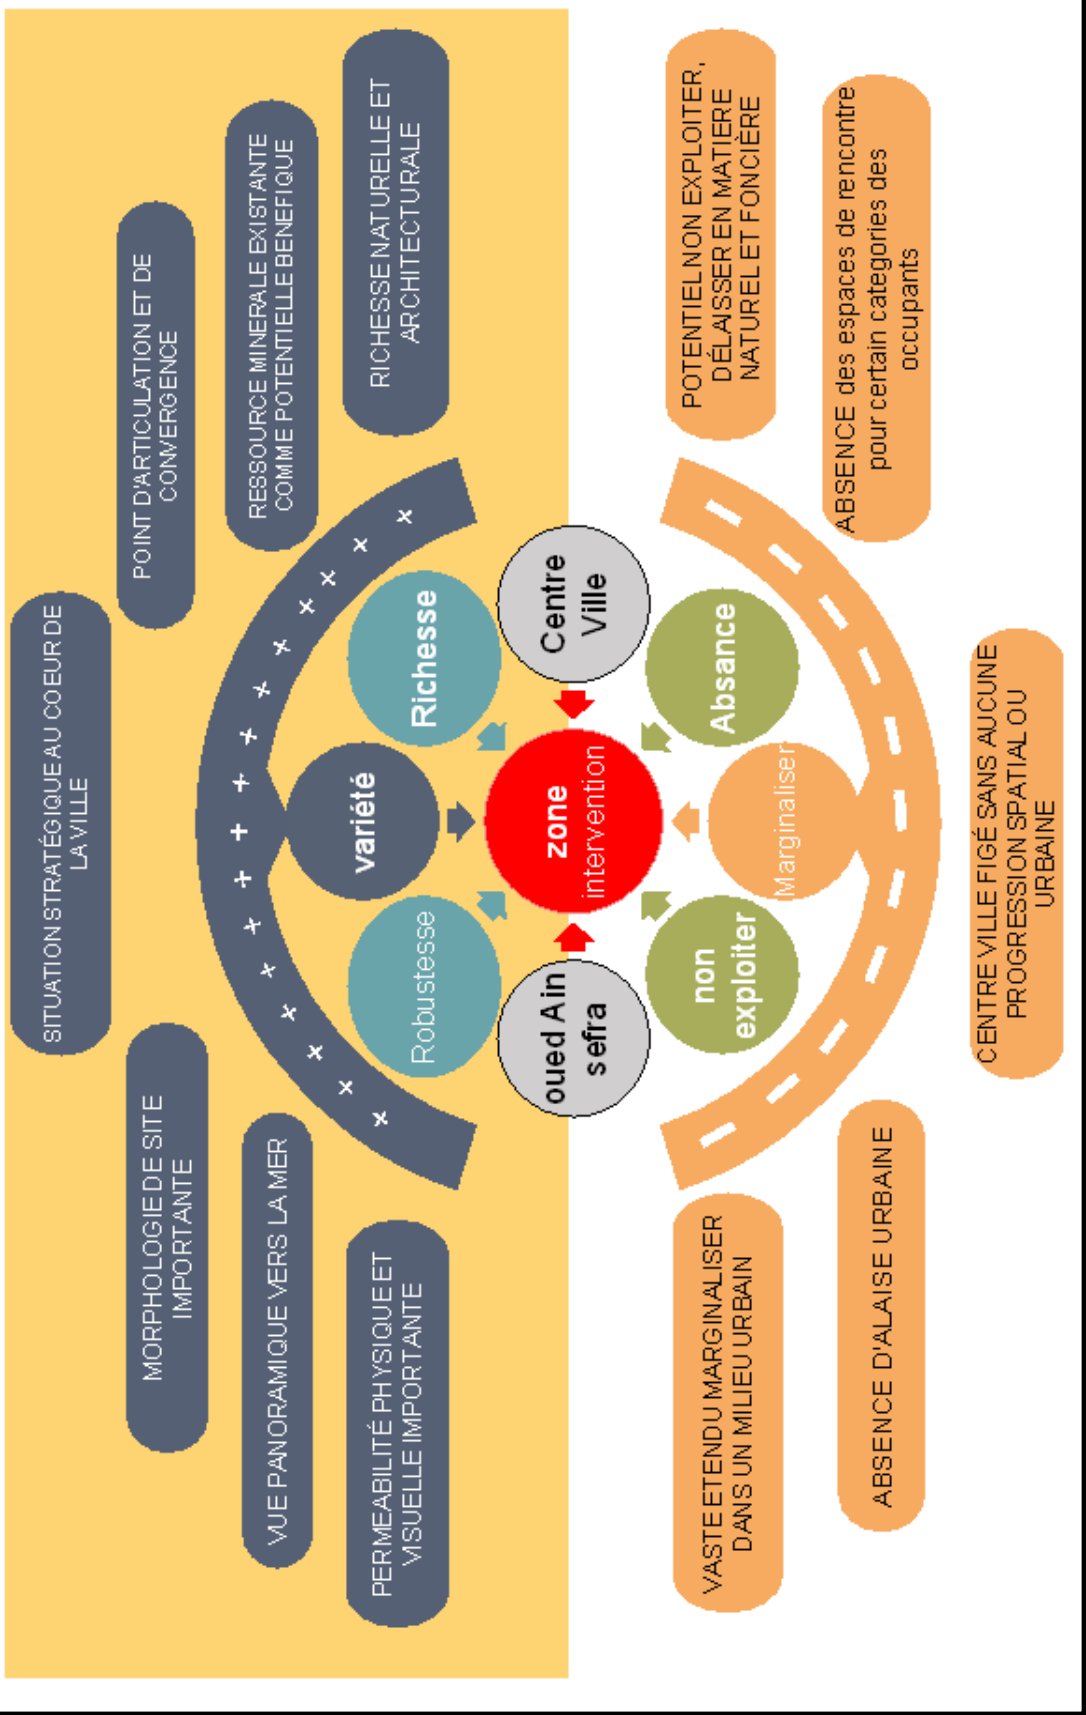 SITUATION STRATÉGIQUE AU COEUR DE
LA VILLE
MORPHOLOGIE DE SITE
IMPORTANTE
POINT D'ARTICULATION ET DE
CONVERGENCE
VUE PANORAMIQUE VERS LA MER
RESSOURCE MINERALE EXISTANTE
COMME POTENTIELLE BENEFIQUE
PERMEABILITÉ PHYSIQUE ET
VISUELLE IMPORTANTE
RICHESSE NATURELLE ET
ARCHITECTURALE
variété
Robustesse
Richesse
oued Ain
sefra
zone
intervention
Centre
Ville
non
exploiter
Marginaliser
Absance
VASTE ETENDU MARGINALISER
DANS UN MILIEU URBAIN
POTENTIEL NON EXPLOITER,
DÉLAISSER EN MATIERE
NATUREL ET FONCIÈRE
ABSENCE D'ALAISE URBAINE
ABSENCE des espaces de rencontre
pour certain categories des
occupants
CENTRE VILLE FIGÉ SANS AUCUNE
PROGRESSION SPATIAL OU
URBAINE